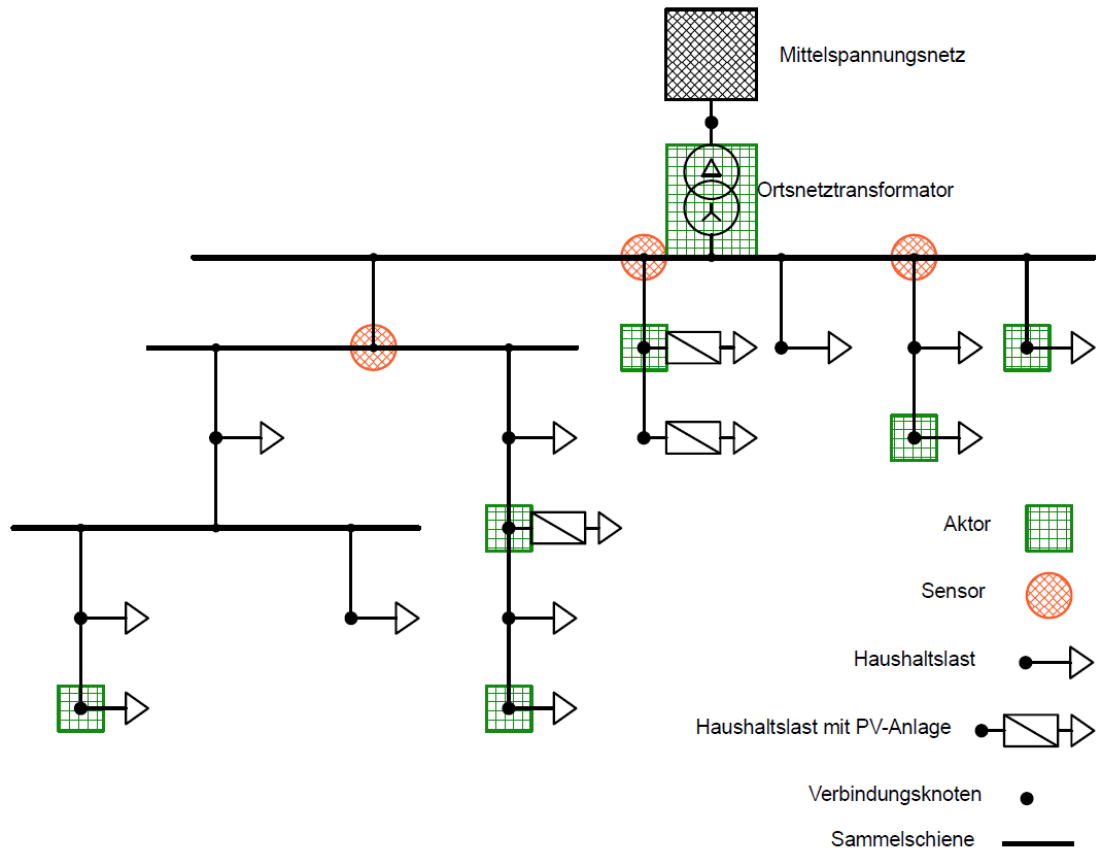 Mittelspannungsnetz
Ortsnetztransformator
Aktor
Sensor
Haushaltslast
Haushaltslast mit PV-Anlage
Verbindungsknoten
Sammelschiene